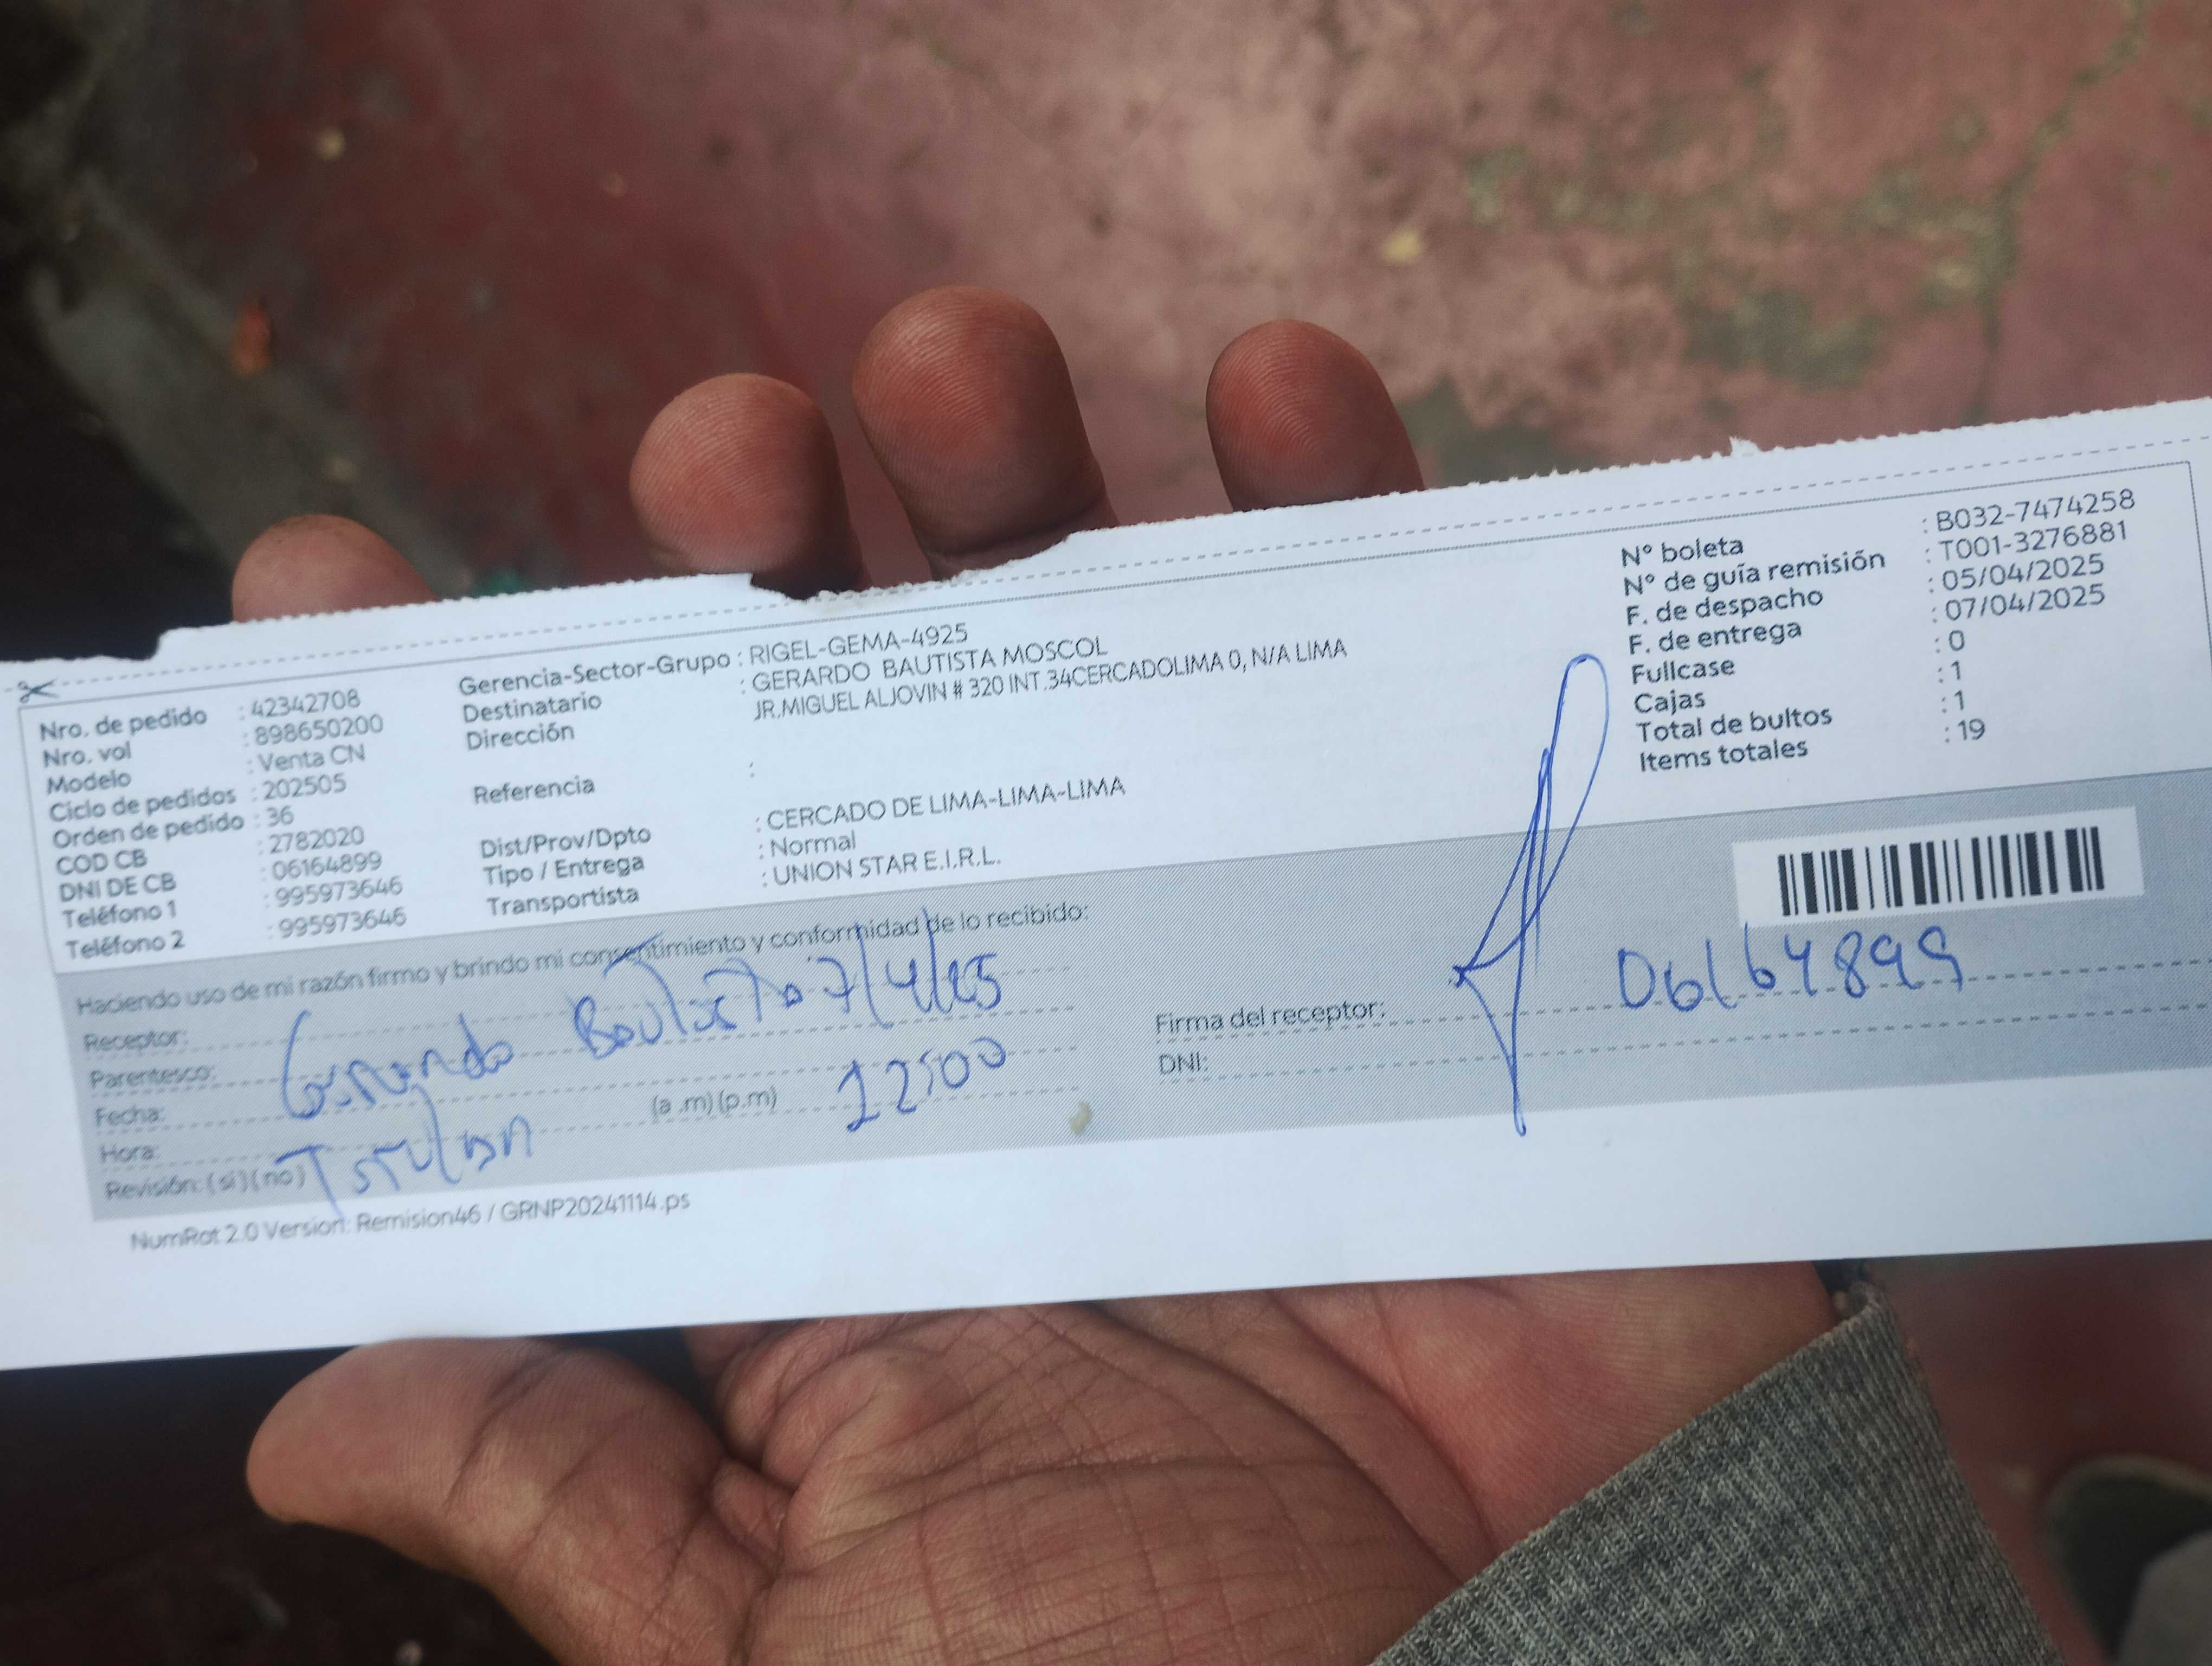 Nro. de pedido : 42342708
Nro. vol : 898650200
Modelo : Venta CN
Ciclo de pedidos : 202505
Orden de pedido : 36
COD CB : 2782020
DNI DE CB : 06164899
Teléfono 1 : 995973646
Teléfono 2 : 995973646
Gerencia-Sector-Grupo : RIGEL-GEMA-4925
Destinatario : GERARDO BAUTISTA MOSCOL
Dirección JR.MIGUEL ALJOVIN # 320 INT.34CERCADOLIMA 0, N/A LIMA
Referencia :
Dist/Prov/Dpto : CERCADO DE LIMA-LIMA-LIMA
Tipo / Entrega : Normal
Transportista : UNION STAR E.I.R.L.
N° boleta : B032-7474258
N° de guía remisión : T001-3276881
F. de despacho : 05/04/2025
F. de entrega : 07/04/2025
Fullcase : 0
Cajas : 1
Total de bultos : 1
Items totales : 19
Haciendo uso de mi razón firmo y brindo mi consentimiento y conformidad de lo recibido:
Receptor:
Parentesco:
Fecha: 7/4/25
Hora: (a .m) (p.m) 12:00
Revisión: (si) (no)
Firma del receptor: 06164899
DNI:
NumRot 2.0 Version: Remision46 / GRNP20241114.ps